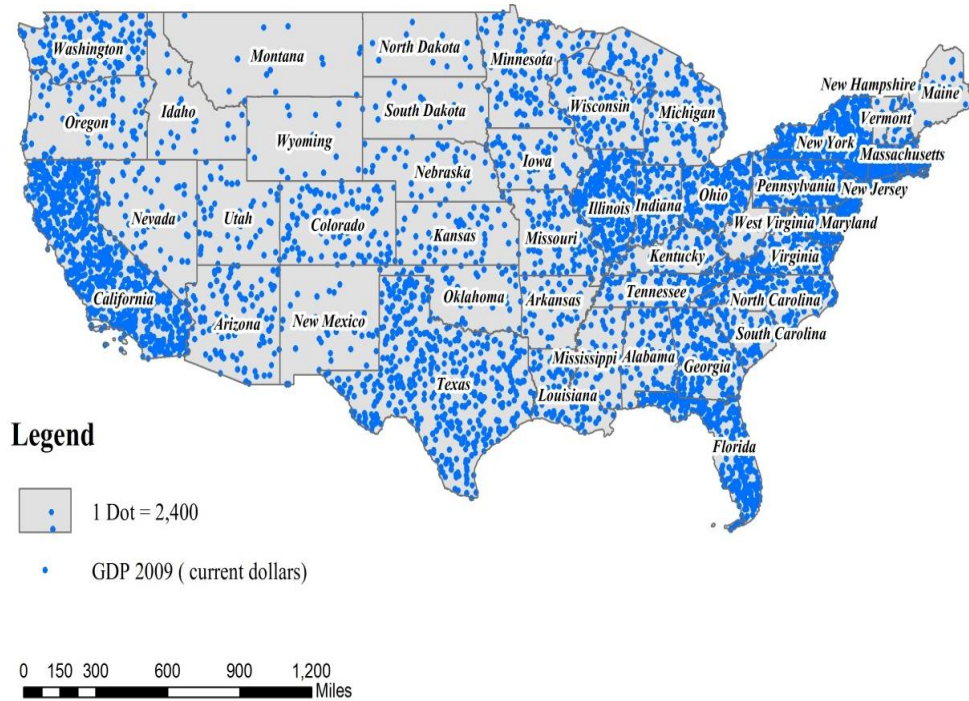 Washington
Montana
North Dakota
Minnesota
Oregon
Idaho
South Dakota
Wisconsin
Michigan
New Hampshire
Maine
Vermont
Wyoming
New York
Massachusetts
Iowa
Nebraska
Pennsylvania
New Jersey
Nevada
Utah
Colorado
Kansas
Missouri
Illinois
Indiana
Ohio
West Virginia
Maryland
Virginia
Kentucky
California
Arizona
New Mexico
Oklahoma
Arkansas
Tennessee
North Carolina
South Carolina
Texas
Louisiana
Mississippi
Alabama
Georgia
Florida
Legend
1 Dot = 2,400
GDP 2009 ( current dollars)
0 150 300 600 900 1,200
Miles